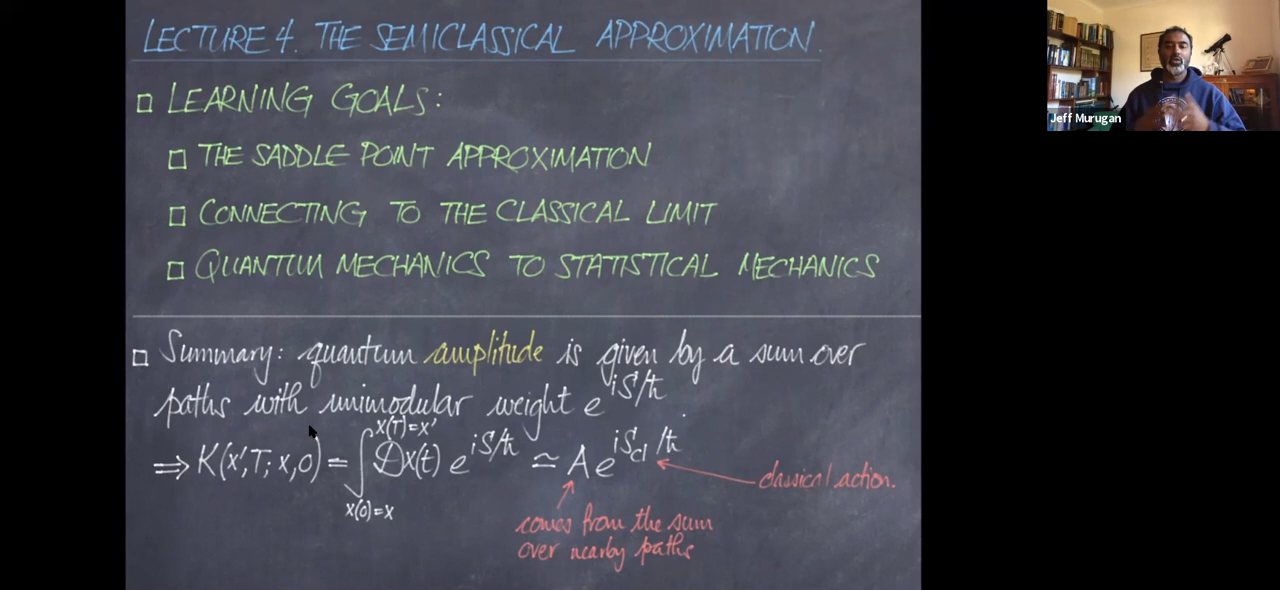 LECTURE 4. THE SEMICLASSICAL APPROXIMATION.
LEARNING GOALS:
THE SADDLE POINT APPROXIMATION
CONNECTING TO THE CLASSICAL LIMIT
QUANTUM MECHANICS TO STATISTICAL MECHANICS
Summary: quantum amplitude is given by a sum over
paths with unimodular weight e^{iS/ħ}.
⇒ K(x',T; x,0) = ∫_{x(0)=x}^{x(T)=x'} 𝒟x(t) e^{iS/ħ} ≃ A e^{iS_{cl}/ħ}
classical action.
comes from the sum
over nearby paths
Jeff Murugan